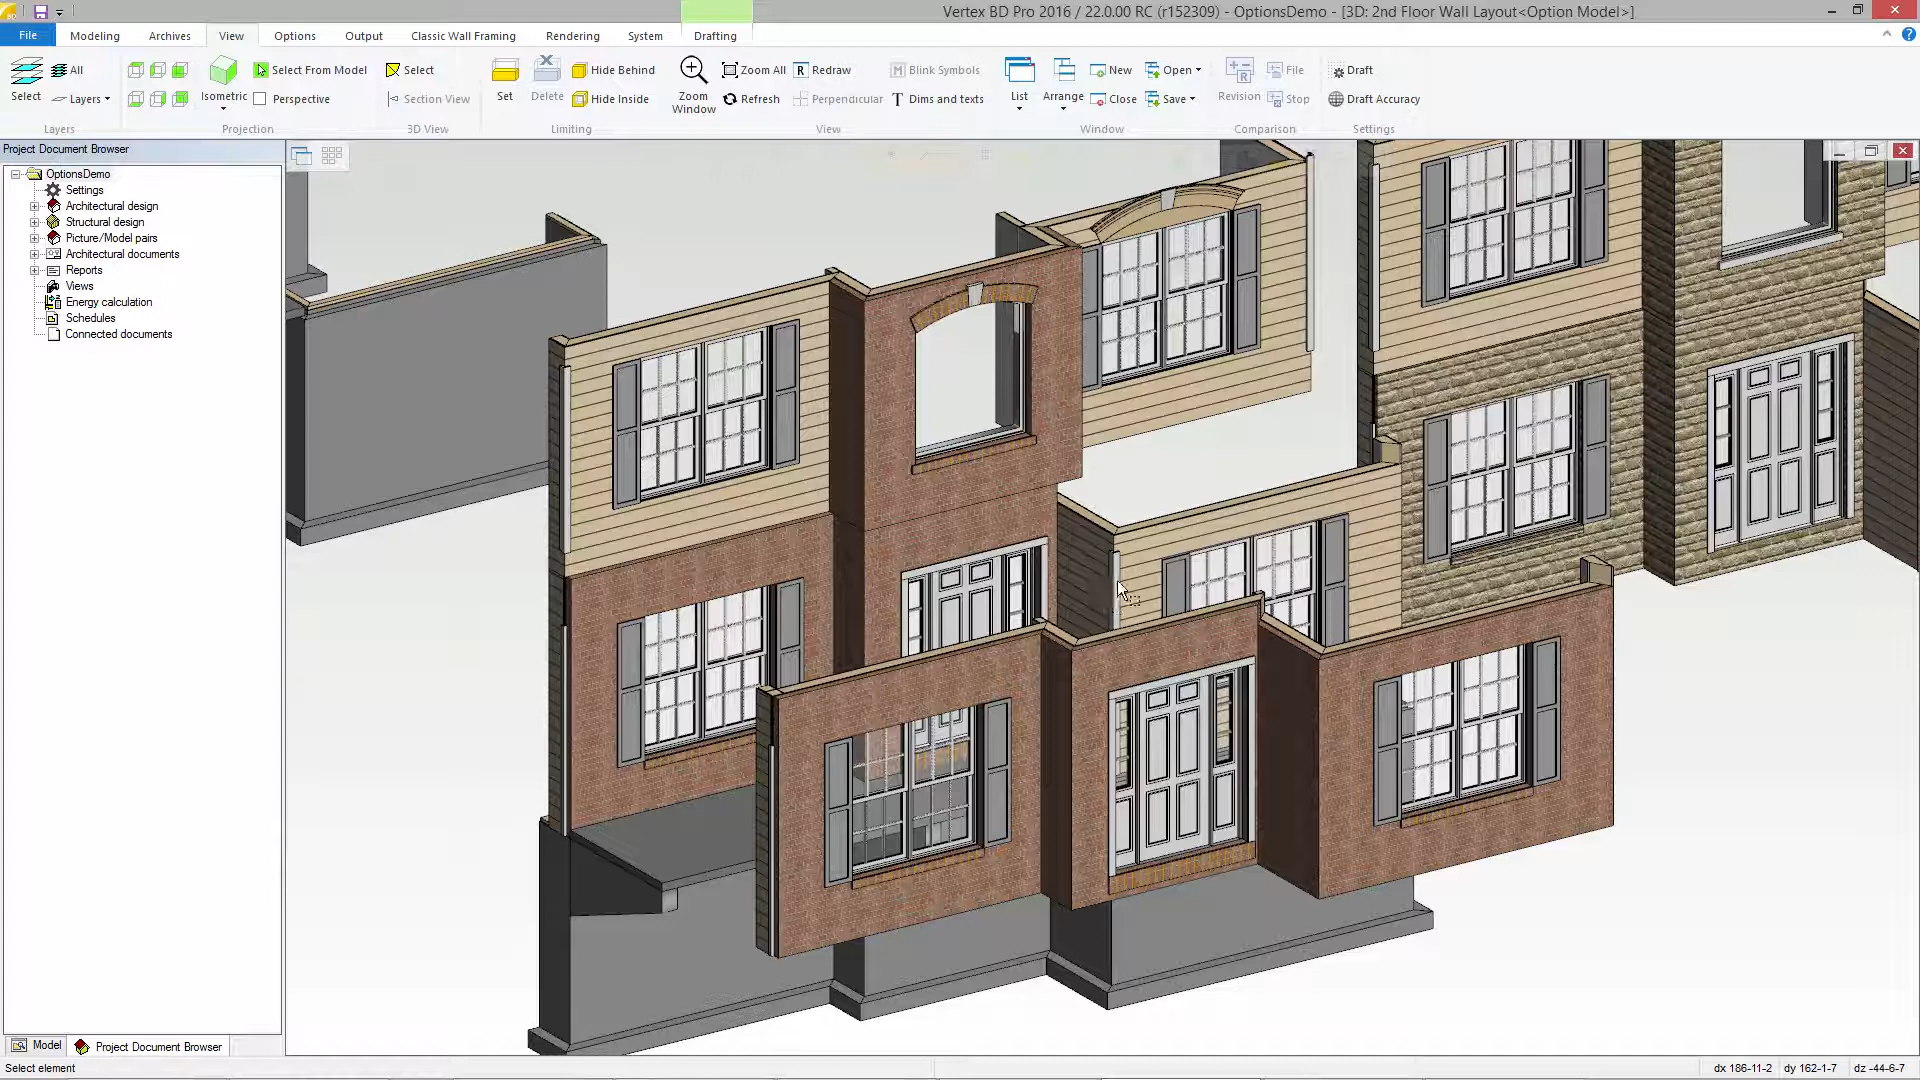 Vertex BD Pro 2016 / 22.0.00 RC (r152309) - OptionsDemo - [3D: 2nd Floor Wall Layout<Option Model>]
File Modeling Archives View Options Output Classic Wall Framing Rendering System Drafting
Select All Layers Isometric Select From Model Perspective Select Section View Set Delete Hide Behind Hide Inside Zoom Window Zoom All Refresh Redraw Perpendicular Blink Symbols Dims and texts List Arrange New Close Open Save Revision File Stop Draft Draft Accuracy
Layers Projection 3D View Limiting View Window Comparison Settings
Project Document Browser
OptionsDemo
Settings
Architectural design
Structural design
Picture/Model pairs
Architectural documents
Reports
Views
Energy calculation
Schedules
Connected documents
Model Project Document Browser
Select element dx 186-11-2 dy 162-1-7 dz -44-6-7